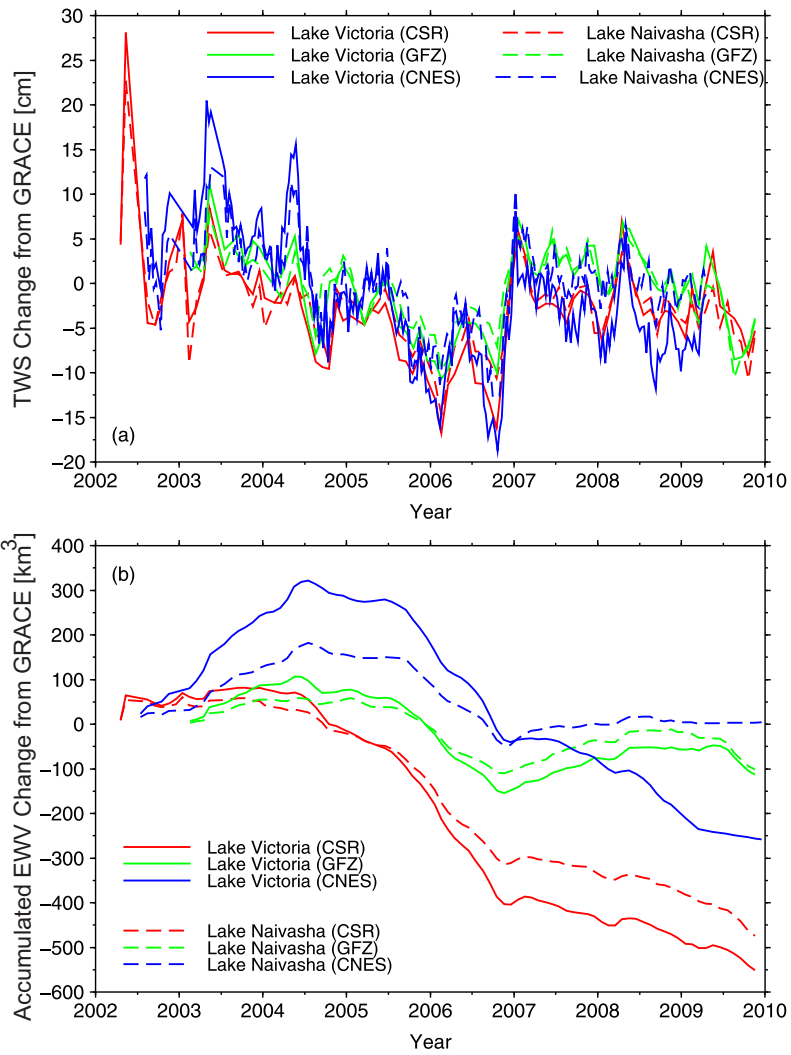 TWS Change from GRACE [cm]
30
25
20
15
10
5
0
−5
−10
−15
−20
Lake Victoria (CSR)
Lake Victoria (GFZ)
Lake Victoria (CNES)
Lake Naivasha (CSR)
Lake Naivasha (GFZ)
Lake Naivasha (CNES)
(a)
2002 2003 2004 2005 2006 2007 2008 2009 2010
Year
Accumulated EWV Change from GRACE [km³]
400
300
200
100
0
−100
−200
−300
−400
−500
−600
(b)
Lake Victoria (CSR)
Lake Victoria (GFZ)
Lake Victoria (CNES)
Lake Naivasha (CSR)
Lake Naivasha (GFZ)
Lake Naivasha (CNES)
2002 2003 2004 2005 2006 2007 2008 2009 2010
Year